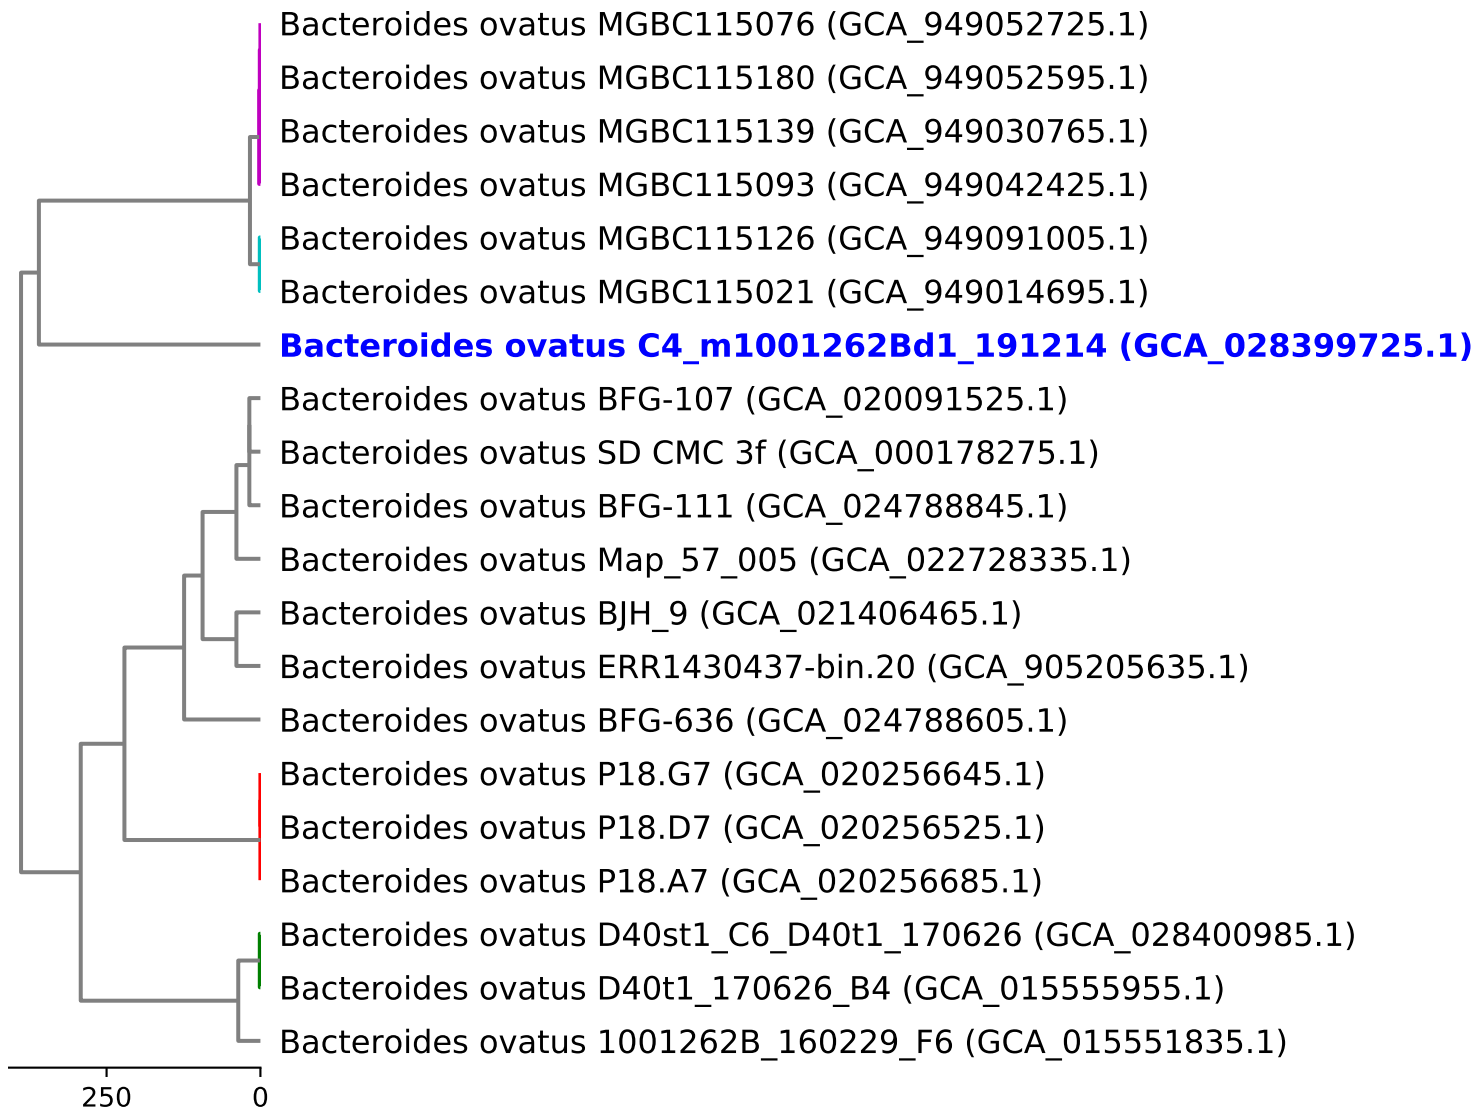 Bacteroides ovatus MGBC115076 (GCA_949052725.1)
Bacteroides ovatus MGBC115180 (GCA_949052595.1)
Bacteroides ovatus MGBC115139 (GCA_949030765.1)
Bacteroides ovatus MGBC115093 (GCA_949042425.1)
Bacteroides ovatus MGBC115126 (GCA_949091005.1)
Bacteroides ovatus MGBC115021 (GCA_949014695.1)
Bacteroides ovatus C4_m1001262Bd1_191214 (GCA_028399725.1)
Bacteroides ovatus BFG-107 (GCA_020091525.1)
Bacteroides ovatus SD CMC 3f (GCA_000178275.1)
Bacteroides ovatus BFG-111 (GCA_024788845.1)
Bacteroides ovatus Map_57_005 (GCA_022728335.1)
Bacteroides ovatus BJH_9 (GCA_021406465.1)
Bacteroides ovatus ERR1430437-bin.20 (GCA_905205635.1)
Bacteroides ovatus BFG-636 (GCA_024788605.1)
Bacteroides ovatus P18.G7 (GCA_020256645.1)
Bacteroides ovatus P18.D7 (GCA_020256525.1)
Bacteroides ovatus P18.A7 (GCA_020256685.1)
Bacteroides ovatus D40st1_C6_D40t1_170626 (GCA_028400985.1)
Bacteroides ovatus D40t1_170626_B4 (GCA_015555955.1)
Bacteroides ovatus 1001262B_160229_F6 (GCA_015551835.1)
250 0